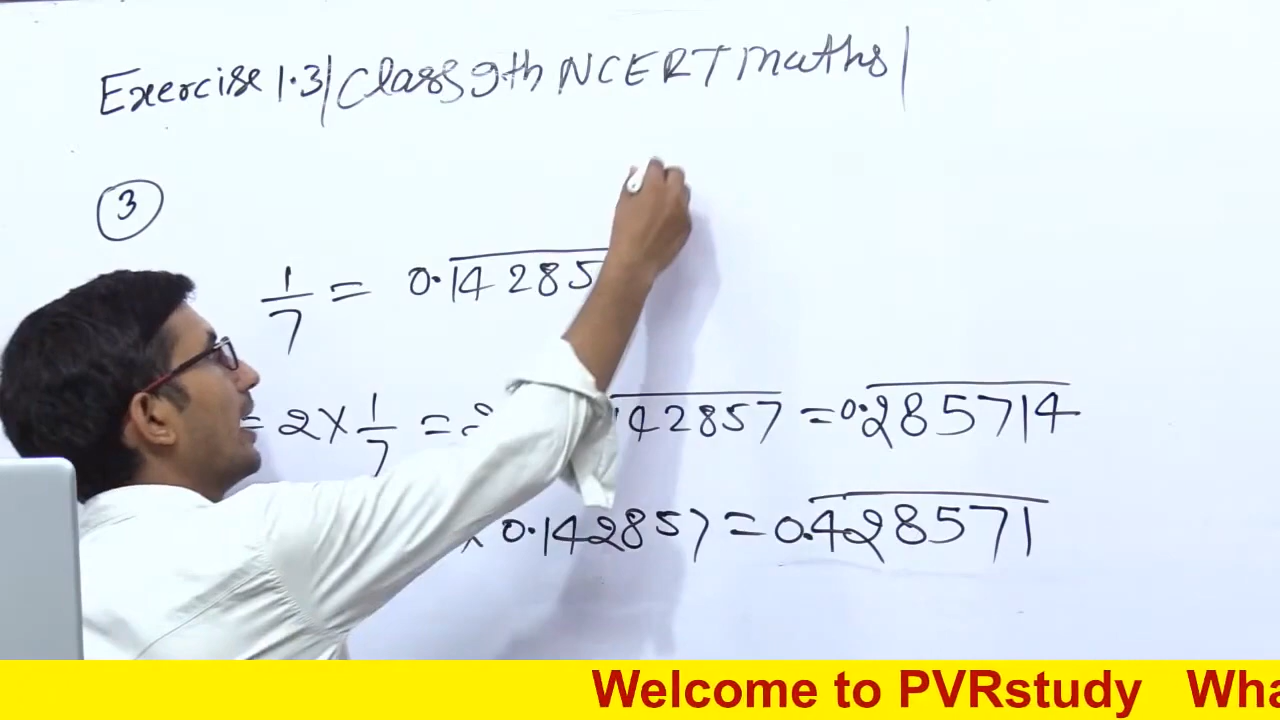 Exercise 1.3| Class 9th NCERT maths|
3
1/7 = 0.14285
= 2 X 1/7 = 2 142857 = 0.285714
0.142857 = 0.428571
Welcome to PVRstudy Wha